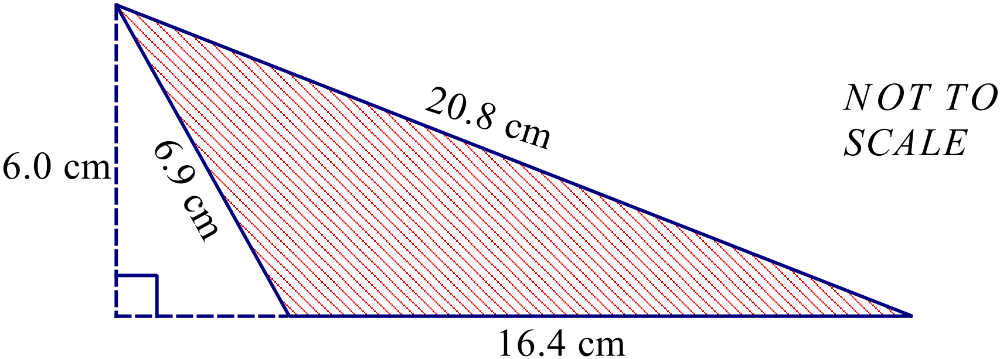 20.8 cm
NOT TO
SCALE
6.0 cm
6.9 cm
16.4 cm